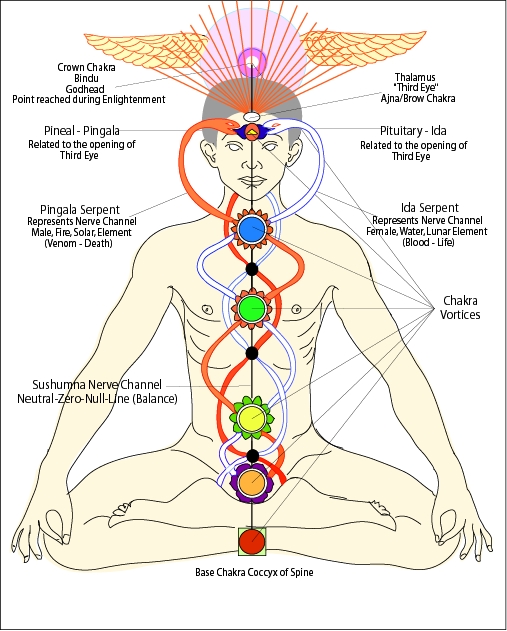 Crown Chakra
Bindu
Godhead
Point reached during Enlightenment
Thalamus
"Third Eye"
Ajna/Brow Chakra
Pineal - Pingala
Related to the opening of
Third Eye
Pituitary - Ida
Related to the opening of
Third Eye
Pingala Serpent
Represents Nerve Channel
Male, Fire, Solar, Element
(Venom - Death)
Ida Serpent
Represents Nerve Channel
Female, Water, Lunar Element
(Blood - Life)
Chakra
Vortices
Sushumna Nerve Channel
Neutral-Zero-Null-Line (Balance)
Base Chakra Coccyx of Spine